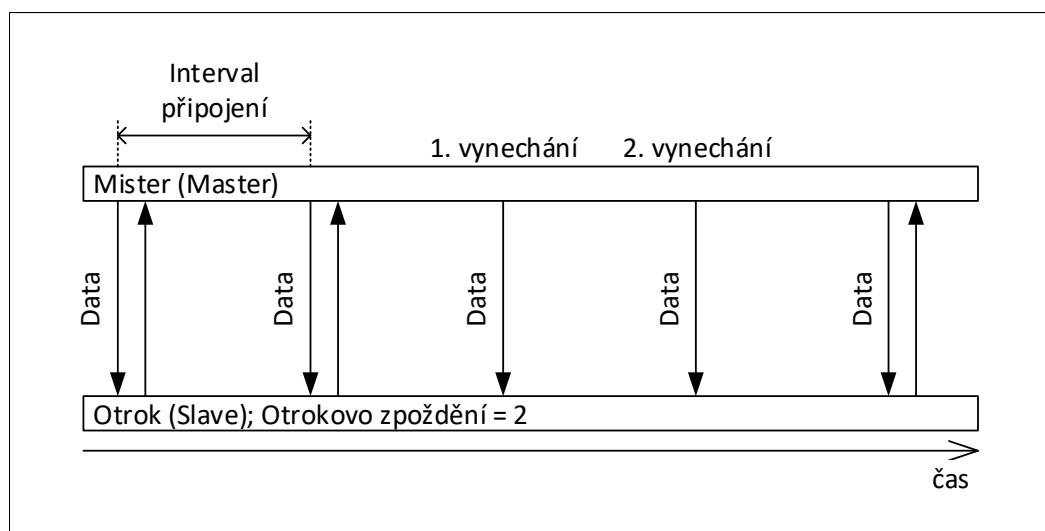 Interval
připojení
1. vynechání
2. vynechání
Mister (Master)
Data
Data
Data
Data
Data
Otrok (Slave); Otrokovo zpoždění = 2
čas